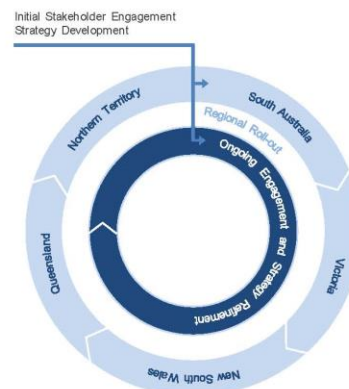 Initial Stakeholder Engagement
Strategy Development
Northern Territory
South Australia
Regional Roll-out
Ongoing Engagement and Strategy Refinement
Queensland
Victoria
New South Wales